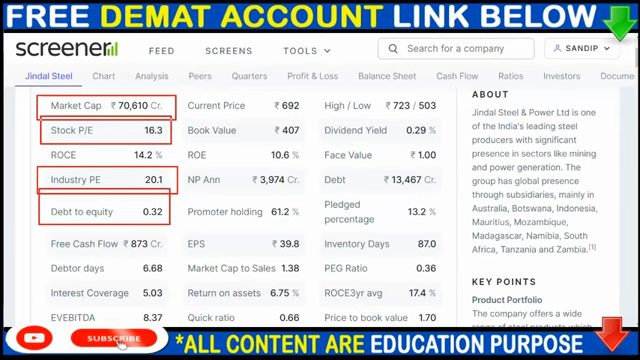 FREE DEMAT ACCOUNT LINK BELOW
screener FEED SCREENS TOOLS Search for a company SANDIP
Jindal Steel Chart Analysis Peers Quarters Profit & Loss Balance Sheet Cash Flow Ratios Investors Docume
Market Cap ₹ 70,610 Cr. Current Price ₹ 692 High / Low ₹ 723 / 503
Stock P/E 16.3 Book Value ₹ 407 Dividend Yield 0.29 %
ROCE 14.2 % ROE 10.6 % Face Value ₹ 1.00
Industry PE 20.1 NP Ann ₹ 3,974 Cr. Debt ₹ 13,467 Cr.
Debt to equity 0.32 Promoter holding 61.2 % Pledged percentage 13.2 %
Free Cash Flow ₹ 873 Cr. EPS ₹ 39.8 Inventory Days 87.0
Debtor days 6.68 Market Cap to Sales 1.38 PEG Ratio 0.36
Interest Coverage 5.03 Return on assets 6.75 % ROCE3yr avg 17.4 %
EVEBITDA 8.37 Quick ratio 0.66 Price to book value 1.70
ABOUT
Jindal Steel & Power Ltd is one
of the India's leading steel
producers with significant
presence in sectors like mining
and power generation. The
group has global presence
through subsidiaries, mainly in
Australia, Botswana, Indonesia,
Mauritius, Mozambique,
Madagascar, Namibia, South
Africa, Tanzania and Zambia. [1]
KEY POINTS
Product Portfolio
The company offers a wide
SUBSCRIBE *ALL CONTENT ARE EDUCATION PURPOSE